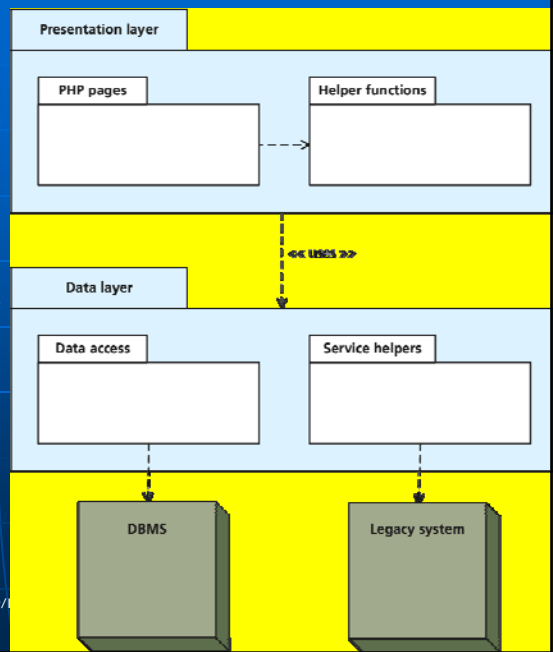 Presentation layer
PHP pages
Helper functions
<< uses >>
Data layer
Data access
Service helpers
DBMS
Legacy system